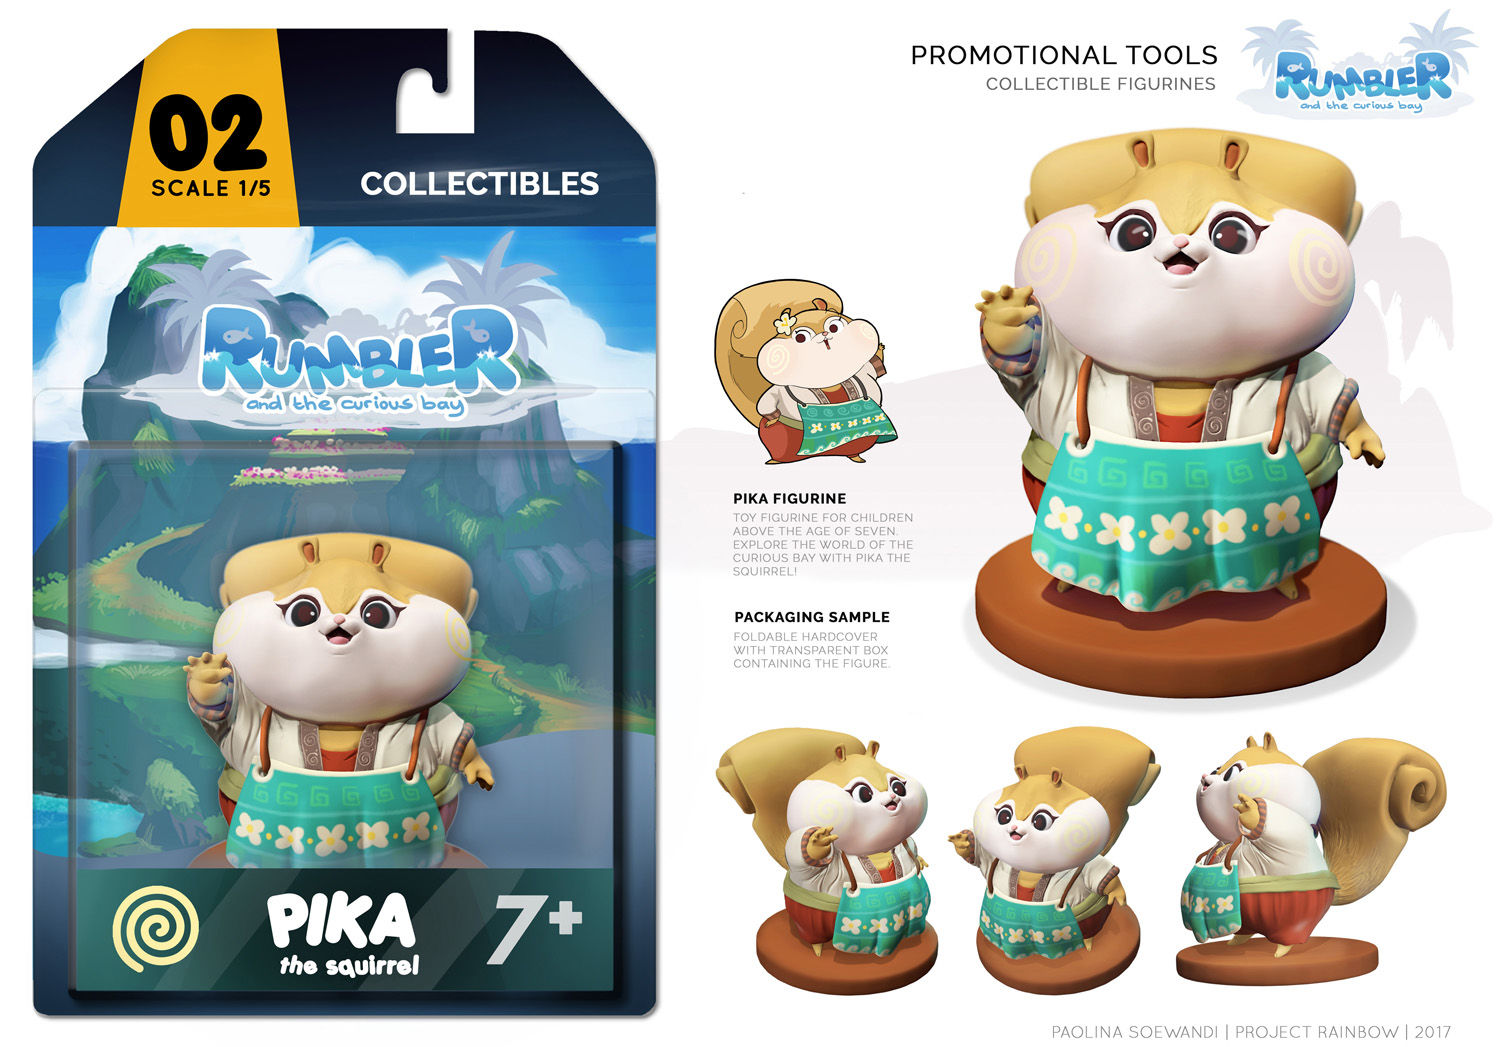 02
SCALE 1/5
COLLECTIBLES
RUMBLER
and the curious bay
PIKA
the squirrel
7+
PROMOTIONAL TOOLS
COLLECTIBLE FIGURINES
RUMBLER
and the curious bay
PIKA FIGURINE
TOY FIGURINE FOR CHILDREN
ABOVE THE AGE OF SEVEN.
EXPLORE THE WORLD OF THE
CURIOUS BAY WITH PIKA THE
SQUIRREL!
PACKAGING SAMPLE
FOLDABLE HARDCOVER
WITH TRANSPARENT BOX
CONTAINING THE FIGURE.
PAOLINA SOEWANDI | PROJECT RAINBOW | 2017